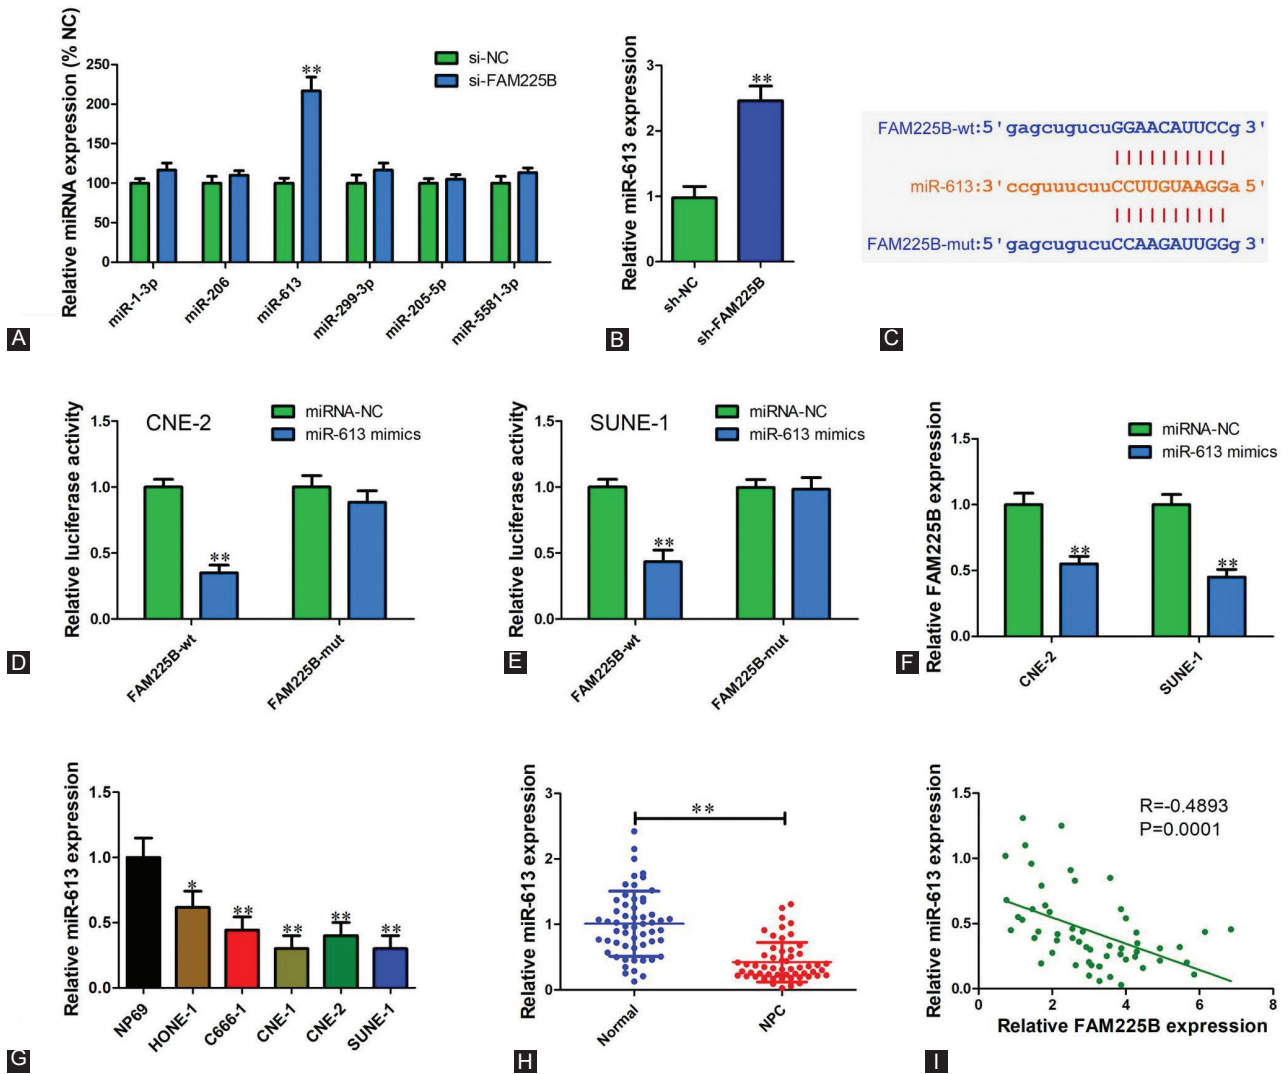 Relative miRNA expression (% NC)
250
200
150
100
50
0
si-NC
si-FAM225B
**
miR-1-3p
miR-206
miR-613
miR-299-3p
miR-205-5p
miR-5581-3p
A
Relative miR-613 expression
3
2
1
0
**
sh-NC
sh-FAM225B
B
FAM225B-wt:5'gagcugucuGGAACAUUCCg3'
miR-613:3'ccguuucuuCCUUGUAAGGa5'
FAM225B-mut:5'gagcugucuCCAAGAUUGGg3'
C
Relative luciferase activity
1.5
1.0
0.5
0.0
CNE-2
miRNA-NC
miR-613 mimics
**
FAM225B-wt
FAM225B-mut
D
Relative luciferase activity
1.5
1.0
0.5
0.0
SUNE-1
miRNA-NC
miR-613 mimics
**
FAM225B-wt
FAM225B-mut
E
Relative FAM225B expression
1.5
1.0
0.5
0.0
miRNA-NC
miR-613 mimics
**
**
CNE-2
SUNE-1
F
Relative miR-613 expression
1.5
1.0
0.5
0.0
*
**
**
**
**
NP69
HONE-1
C666-1
CNE-1
CNE-2
SUNE-1
G
Relative miR-613 expression
3
2
1
0
**
Normal
NPC
H
Relative miR-613 expression
1.5
1.0
0.5
0.0
R=-0.4893
P=0.0001
0
2
4
6
8
Relative FAM225B expression
I